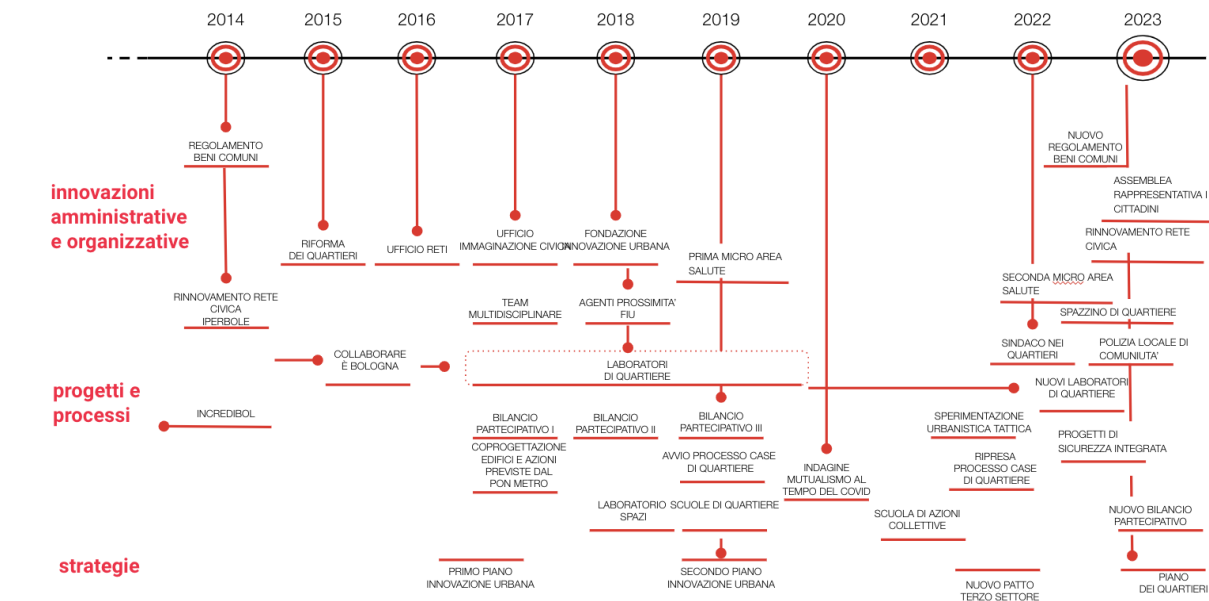 2014 2015 2016 2017 2018 2019 2020 2021 2022 2023
innovazioni
amministrative
e organizzative
REGOLAMENTO
BENI COMUNI
RINNOVAMENTO RETE
CIVICA
IPERBOLE
RIFORMA
DEI QUARTIERI
UFFICIO RETI
UFFICIO
IMMAGINAZIONE CIVICA
FONDAZIONE
INNOVAZIONE URBANA
PRIMA MICRO AREA
SALUTE
TEAM
MULTIDISCIPLINARE
AGENTI PROSSIMITA'
FIU
NUOVO
REGOLAMENTO
BENI COMUNI
ASSEMBLEA
RAPPRESENTATIVA I
CITTADINI
RINNOVAMENTO RETE
CIVICA
SECONDA MICRO AREA
SALUTE
SPAZZINO DI QUARTIERE
SINDACO NEI
QUARTIERI
POLIZIA LOCALE DI
COMUNIUTA'
progetti e
processi
COLLABORARE
È BOLOGNA
INCREDIBOL
LABORATORI
DI QUARTIERE
NUOVI LABORATORI
DI QUARTIERE
BILANCIO
PARTECIPATIVO I
BILANCIO
PARTECIPATIVO II
BILANCIO
PARTECIPATIVO III
COPROGETTAZIONE
EDIFICI E AZIONI
PREVISTE DAL
PON METRO
AVVIO PROCESSO CASE
DI QUARTIERE
INDAGINE
MUTUALISMO AL
TEMPO DEL COVID
SPERIMENTAZIONE
URBANISTICA TATTICA
RIPRESA
PROCESSO CASE
DI QUARTIERE
PROGETTI DI
SICUREZZA INTEGRATA
LABORATORIO
SPAZI
SCUOLE DI QUARTIERE
SCUOLA DI AZIONI
COLLETTIVE
NUOVO BILANCIO
PARTECIPATIVO
strategie
PRIMO PIANO
INNOVAZIONE URBANA
SECONDO PIANO
INNOVAZIONE URBANA
NUOVO PATTO
TERZO SETTORE
PIANO
DEI QUARTIERI